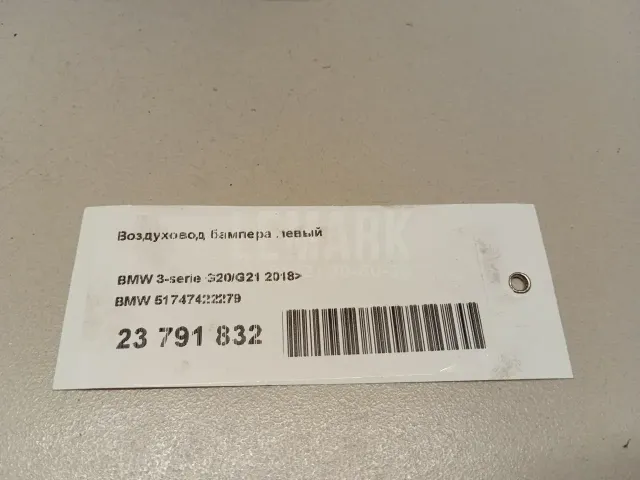 Воздуховод бампера левый
BMW 3-serie G20/G21 2018>
BMW 51747422279
23 791 832